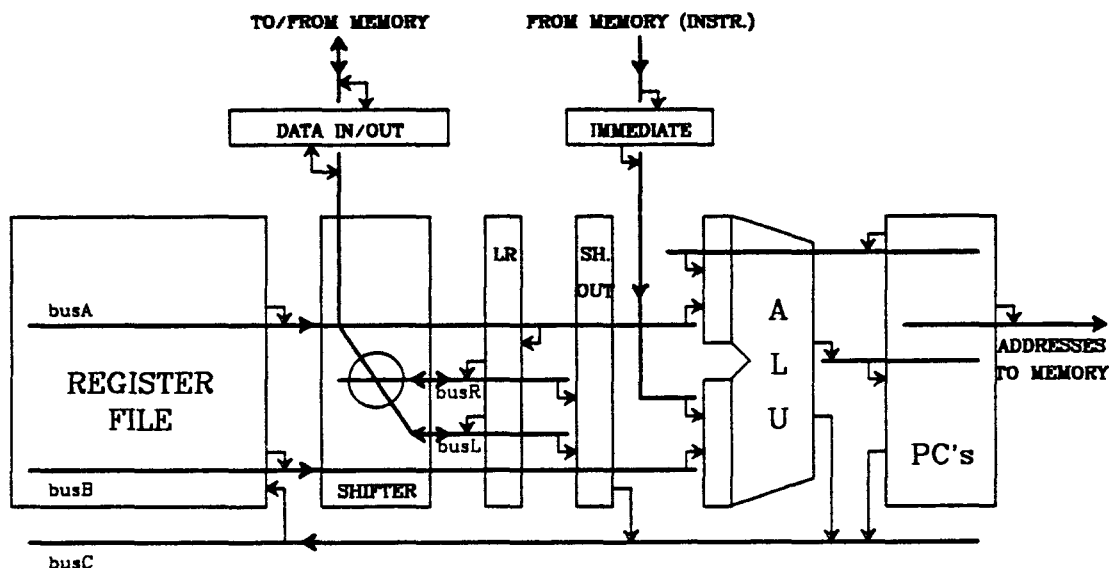 TO/FROM MEMORY
FROM MEMORY (INSTR.)
DATA IN/OUT
IMMEDIATE
LR
SH.
OUT
busA
REGISTER
FILE
busR
busL
busB
SHIFTER
A
L
U
ADDRESSES
TO MEMORY
PC's
busC